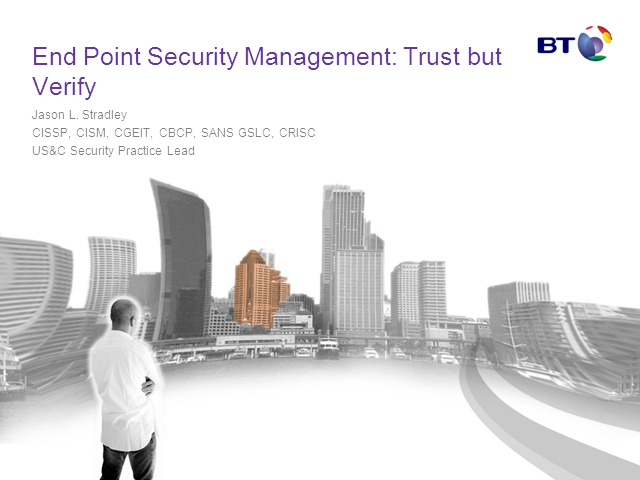 End Point Security Management: Trust but
Verify
BT
Jason L. Stradley
CISSP, CISM, CGEIT, CBCP, SANS GSLC, CRISC
US&C Security Practice Lead